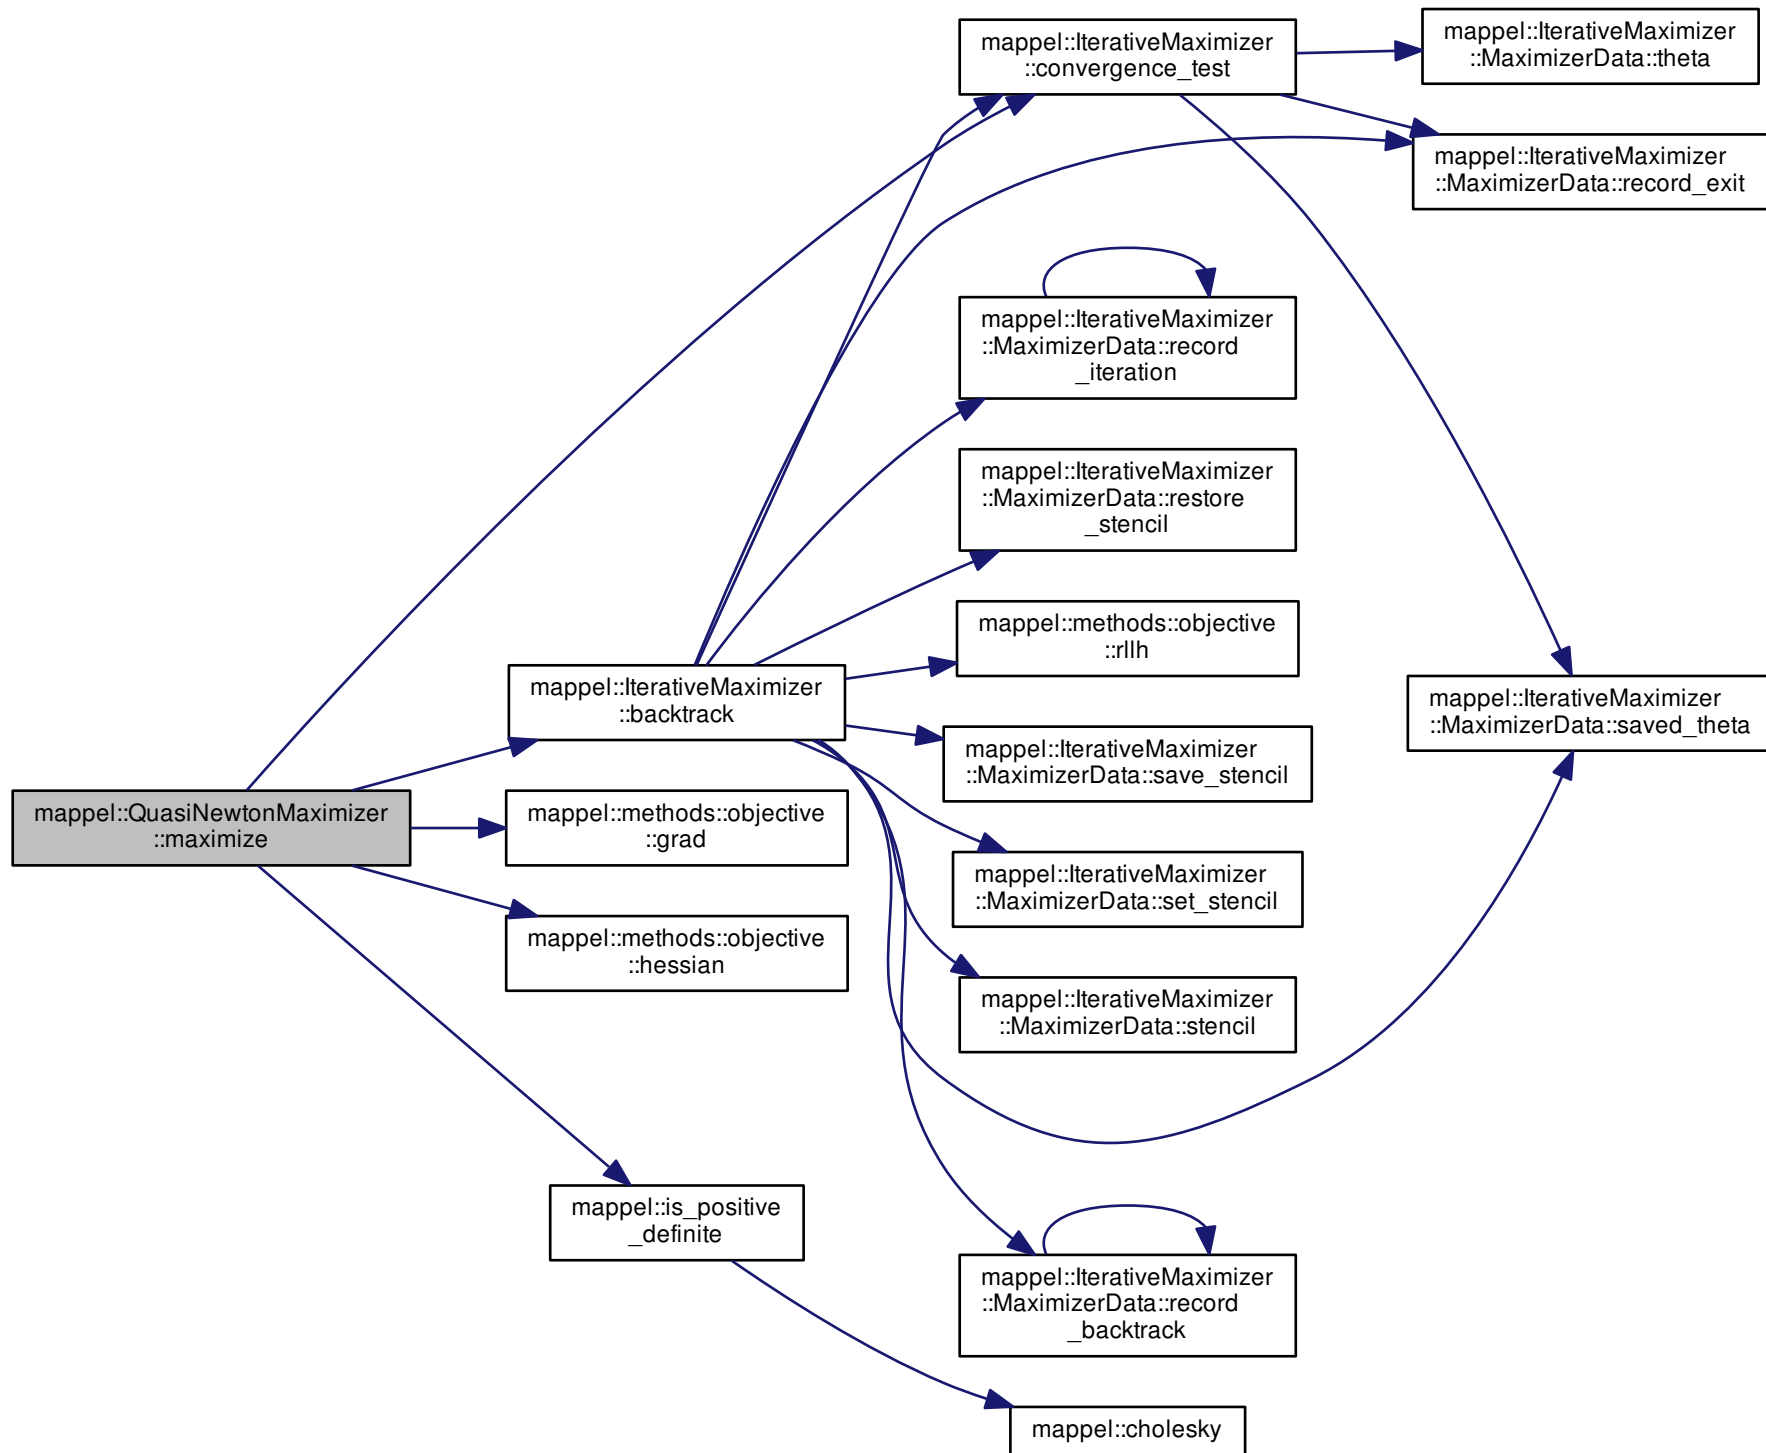 mappel::IterativeMaximizer
::convergence_test
mappel::IterativeMaximizer
::MaximizerData::theta
mappel::IterativeMaximizer
::MaximizerData::record_exit
mappel::IterativeMaximizer
::MaximizerData::record
_iteration
mappel::IterativeMaximizer
::MaximizerData::restore
_stencil
mappel::methods::objective
::rllh
mappel::IterativeMaximizer
::backtrack
mappel::IterativeMaximizer
::MaximizerData::saved_theta
mappel::IterativeMaximizer
::MaximizerData::save_stencil
mappel::QuasiNewtonMaximizer
::maximize
mappel::methods::objective
::grad
mappel::IterativeMaximizer
::MaximizerData::set_stencil
mappel::methods::objective
::hessian
mappel::IterativeMaximizer
::MaximizerData::stencil
mappel::is_positive
_definite
mappel::IterativeMaximizer
::MaximizerData::record
_backtrack
mappel::cholesky